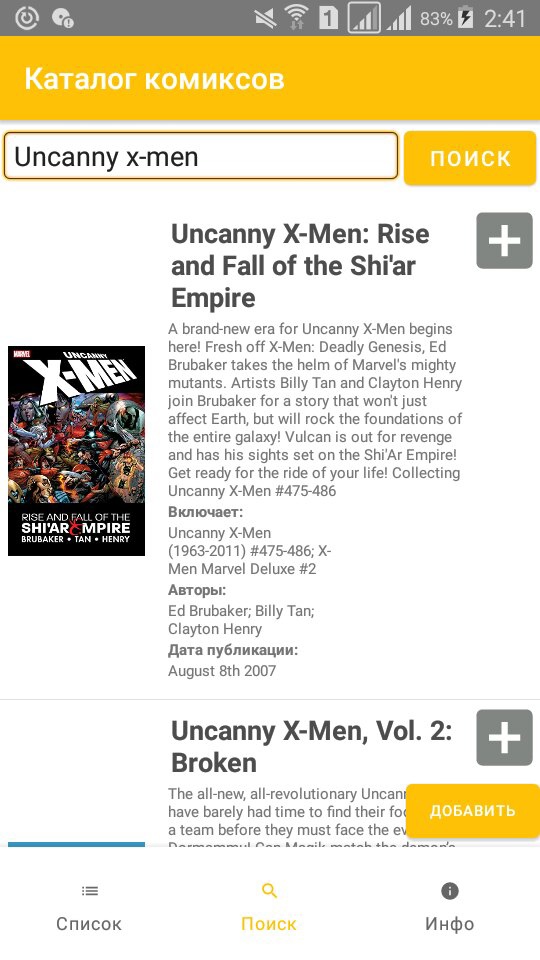 1
83%
2:41
Каталог комиксов
Uncanny x-men
ПОИСК
Uncanny X-Men: Rise
and Fall of the Shi'ar
Empire
A brand-new era for Uncanny X-Men begins
here! Fresh off X-Men: Deadly Genesis, Ed
Brubaker takes the helm of Marvel's mighty
mutants. Artists Billy Tan and Clayton Henry
join Brubaker for a story that won't just
affect Earth, but will rock the foundations of
the entire galaxy! Vulcan is out for revenge
and has his sights set on the Shi'Ar Empire!
Get ready for the ride of your life! Collecting
Uncanny X-Men #475-486
MARVEL
UNCANNY
X-MEN
RISE AND FALL OF THE
SHI'AR EMPIRE
BRUBAKER • TAN • HENRY
Включает:
Uncanny X-Men
(1963-2011) #475-486; X-
Men Marvel Deluxe #2
Авторы:
Ed Brubaker; Billy Tan;
Clayton Henry
Дата публикации:
August 8th 2007
Uncanny X-Men, Vol. 2:
Broken
The all-new, all-revolutionary
have barely had time to find their
a team before they must face the
ДОБАВИТЬ
Список
Поиск
Инфо